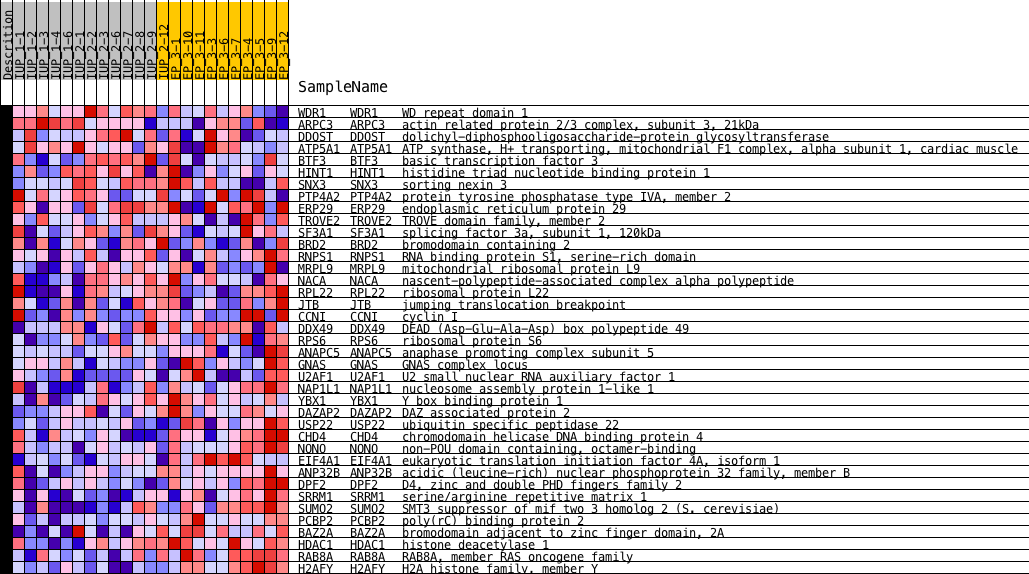 Descrition
IUP_1-1
IUP_1-2
IUP_1-3
IUP_1-4
IUP_1-6
IUP_2-1
IUP_2-2
IUP_2-3
IUP_2-6
IUP_2-7
IUP_2-8
IUP_2-9
IUP_2-12
EP_3-1
EP_3-10
EP_3-11
EP_3-3
EP_3-6
EP_3-7
EP_3-4
EP_3-5
EP_3-9
EP_3-12
SampleName
WDR1 WDR1 WD repeat domain 1
ARPC3 ARPC3 actin related protein 2/3 complex, subunit 3, 21kDa
DDOST DDOST dolichyl-diphosphooligosaccharide-protein glycosyltransferase
ATP5A1 ATP5A1 ATP synthase, H+ transporting, mitochondrial F1 complex, alpha subunit 1, cardiac muscle
BTF3 BTF3 basic transcription factor 3
HINT1 HINT1 histidine triad nucleotide binding protein 1
SNX3 SNX3 sorting nexin 3
PTP4A2 PTP4A2 protein tyrosine phosphatase type IVA, member 2
ERP29 ERP29 endoplasmic reticulum protein 29
TROVE2 TROVE2 TROVE domain family, member 2
SF3A1 SF3A1 splicing factor 3a, subunit 1, 120kDa
BRD2 BRD2 bromodomain containing 2
RNPS1 RNPS1 RNA binding protein S1, serine-rich domain
MRPL9 MRPL9 mitochondrial ribosomal protein L9
NACA NACA nascent-polypeptide-associated complex alpha polypeptide
RPL22 RPL22 ribosomal protein L22
JTB JTB jumping translocation breakpoint
CCNI CCNI cyclin I
DDX49 DDX49 DEAD (Asp-Glu-Ala-Asp) box polypeptide 49
RPS6 RPS6 ribosomal protein S6
ANAPC5 ANAPC5 anaphase promoting complex subunit 5
GNAS GNAS GNAS complex locus
U2AF1 U2AF1 U2 small nuclear RNA auxiliary factor 1
NAP1L1 NAP1L1 nucleosome assembly protein 1-like 1
YBX1 YBX1 Y box binding protein 1
DAZAP2 DAZAP2 DAZ associated protein 2
USP22 USP22 ubiquitin specific peptidase 22
CHD4 CHD4 chromodomain helicase DNA binding protein 4
NONO NONO non-POU domain containing, octamer-binding
EIF4A1 EIF4A1 eukaryotic translation initiation factor 4A, isoform 1
ANP32B ANP32B acidic (leucine-rich) nuclear phosphoprotein 32 family, member B
DPF2 DPF2 D4, zinc and double PHD fingers family 2
SRRM1 SRRM1 serine/arginine repetitive matrix 1
SUMO2 SUMO2 SMT3 suppressor of mif two 3 homolog 2 (S. cerevisiae)
PCBP2 PCBP2 poly(rC) binding protein 2
BAZ2A BAZ2A bromodomain adjacent to zinc finger domain, 2A
HDAC1 HDAC1 histone deacetylase 1
RAB8A RAB8A RAB8A, member RAS oncogene family
H2AFY H2AFY H2A histone family, member Y